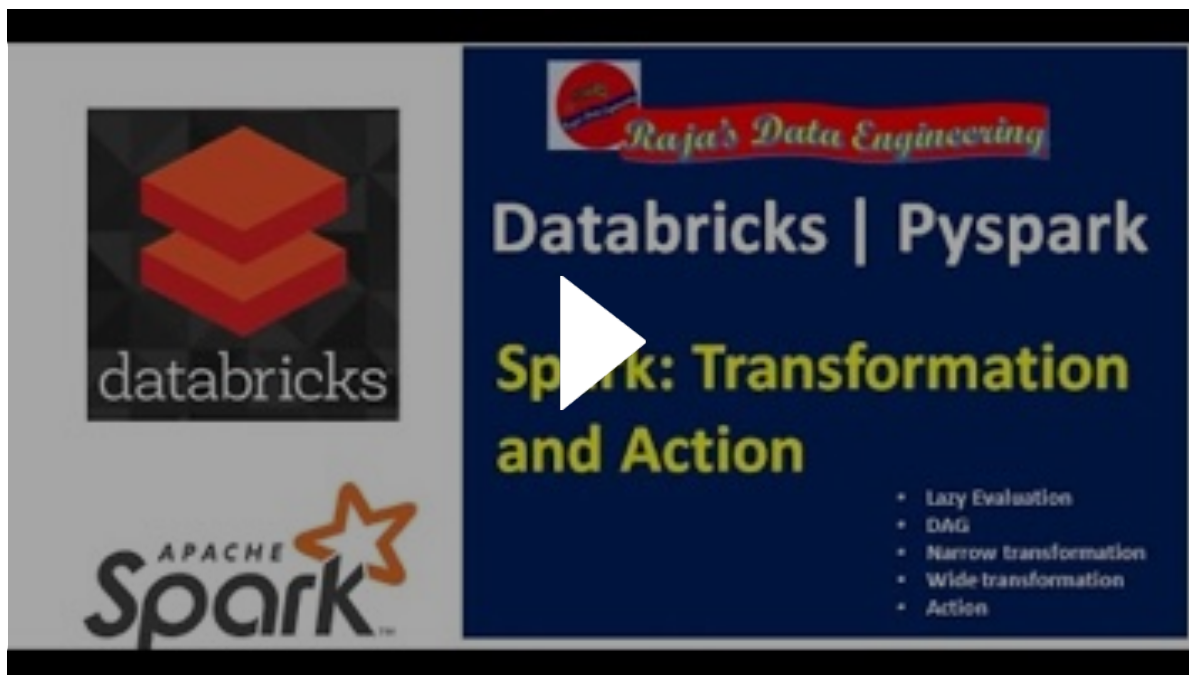 databricks
APACHE
Spark™
Raja's Data Engineering
Databricks | Pyspark
Spark: Transformation
and Action
• Lazy Evaluation
• DAG
• Narrow transformation
• Wide transformation
• Action